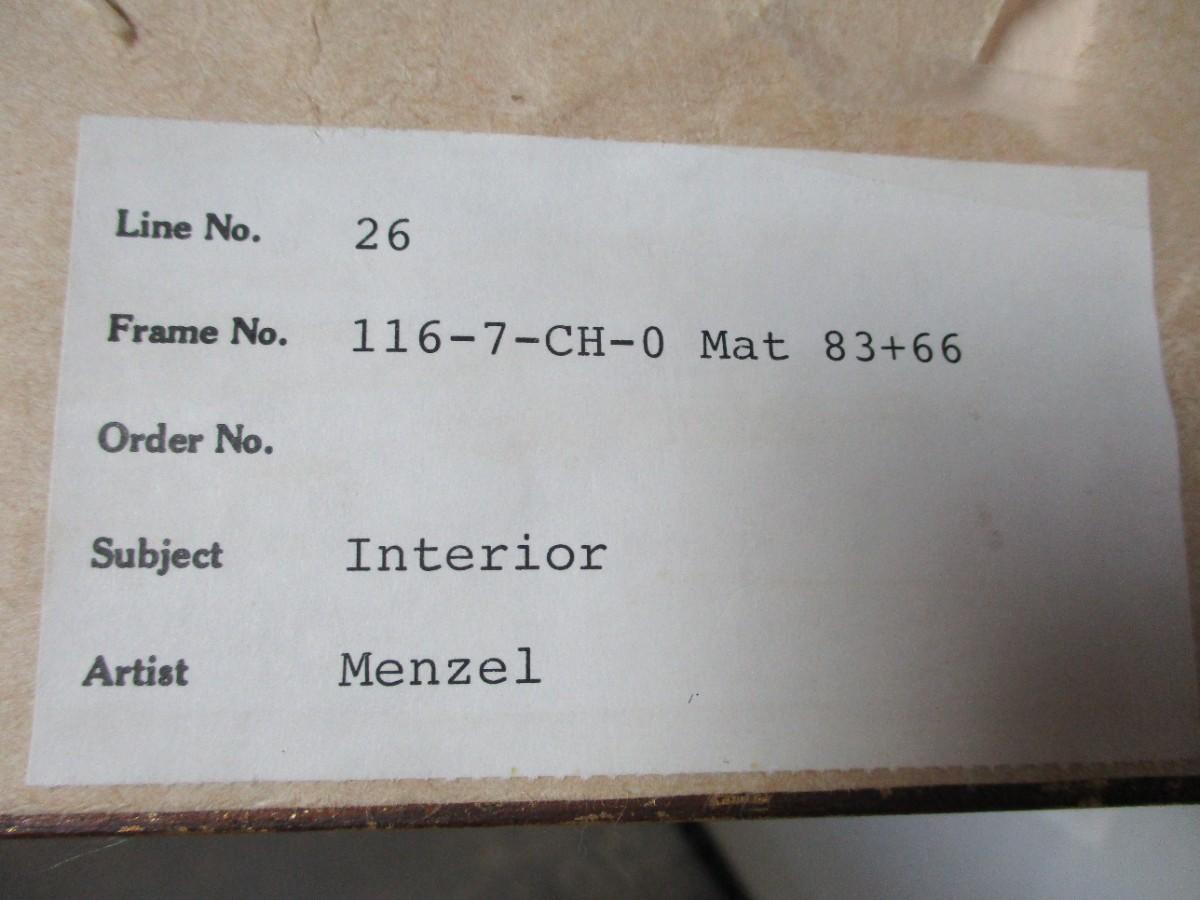 Line No. 26
Frame No. 116-7-CH-0 Mat 83+66
Order No.
Subject Interior
Artist Menzel